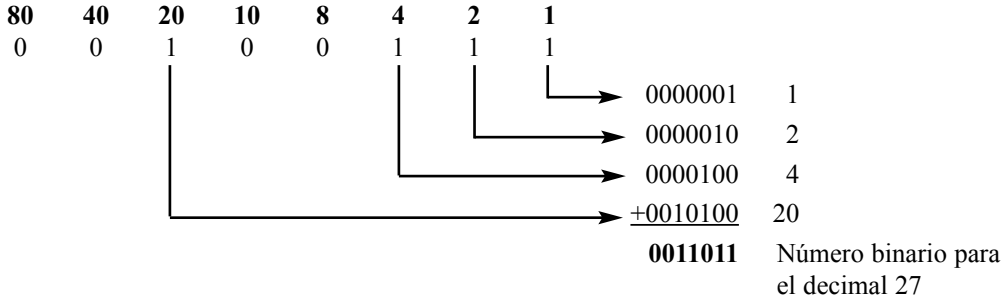 80 40 20 10 8 4 2 1
0 0 1 0 0 1 1 1
0000001 1
0000010 2
0000100 4
+0010100 20
0011011 Número binario para
el decimal 27